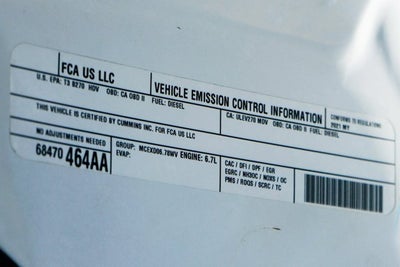 FCA US LLC
VEHICLE EMISSION CONTROL INFORMATION
CONFORMS TO REGULATIONS:
2021 MY
U.S. EPA: T3 B270 HDV OBD: CA OBD II FUEL: DIESEL
CA: ULEV270 MDV OBD: CA OBD II FUEL: DIESEL
THIS VEHICLE IS CERTIFIED BY CUMMINS INC. FOR FCA US LLC
NO ADJUSTMENTS NEEDED
68470 464AA
GROUP: MCEXD06.78WV ENGINE: 6.7L
EVAP:
CAC / DFI / DPF / EGR
EGRC / NH3OC / NOXS / OC
PMS / RDQS / SCRC / TC